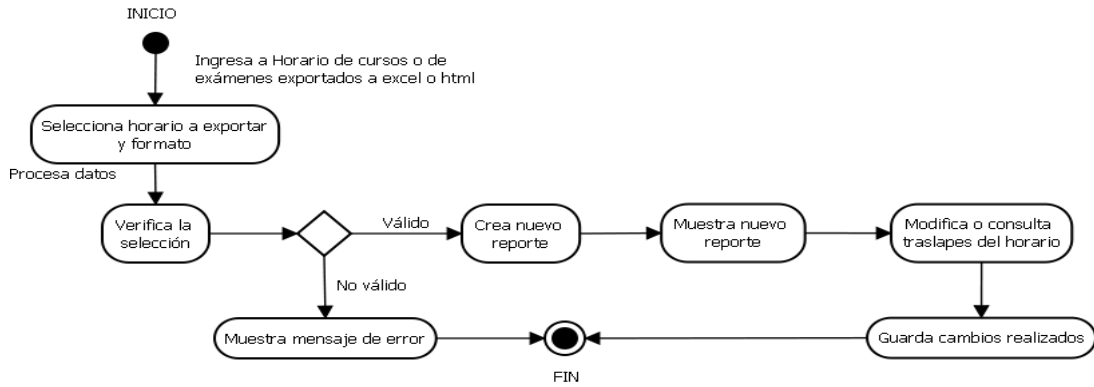 INICIO
Ingresa a Horario de cursos o de
exámenes exportados a excel o html
Selecciona horario a exportar
y formato
Procesa datos
Verifica la
selección
Válido
Crea nuevo
reporte
Muestra nuevo
reporte
Modifica o consulta
traslapes del horario
No válido
Muestra mensaje de error
Guarda cambios realizados
FIN